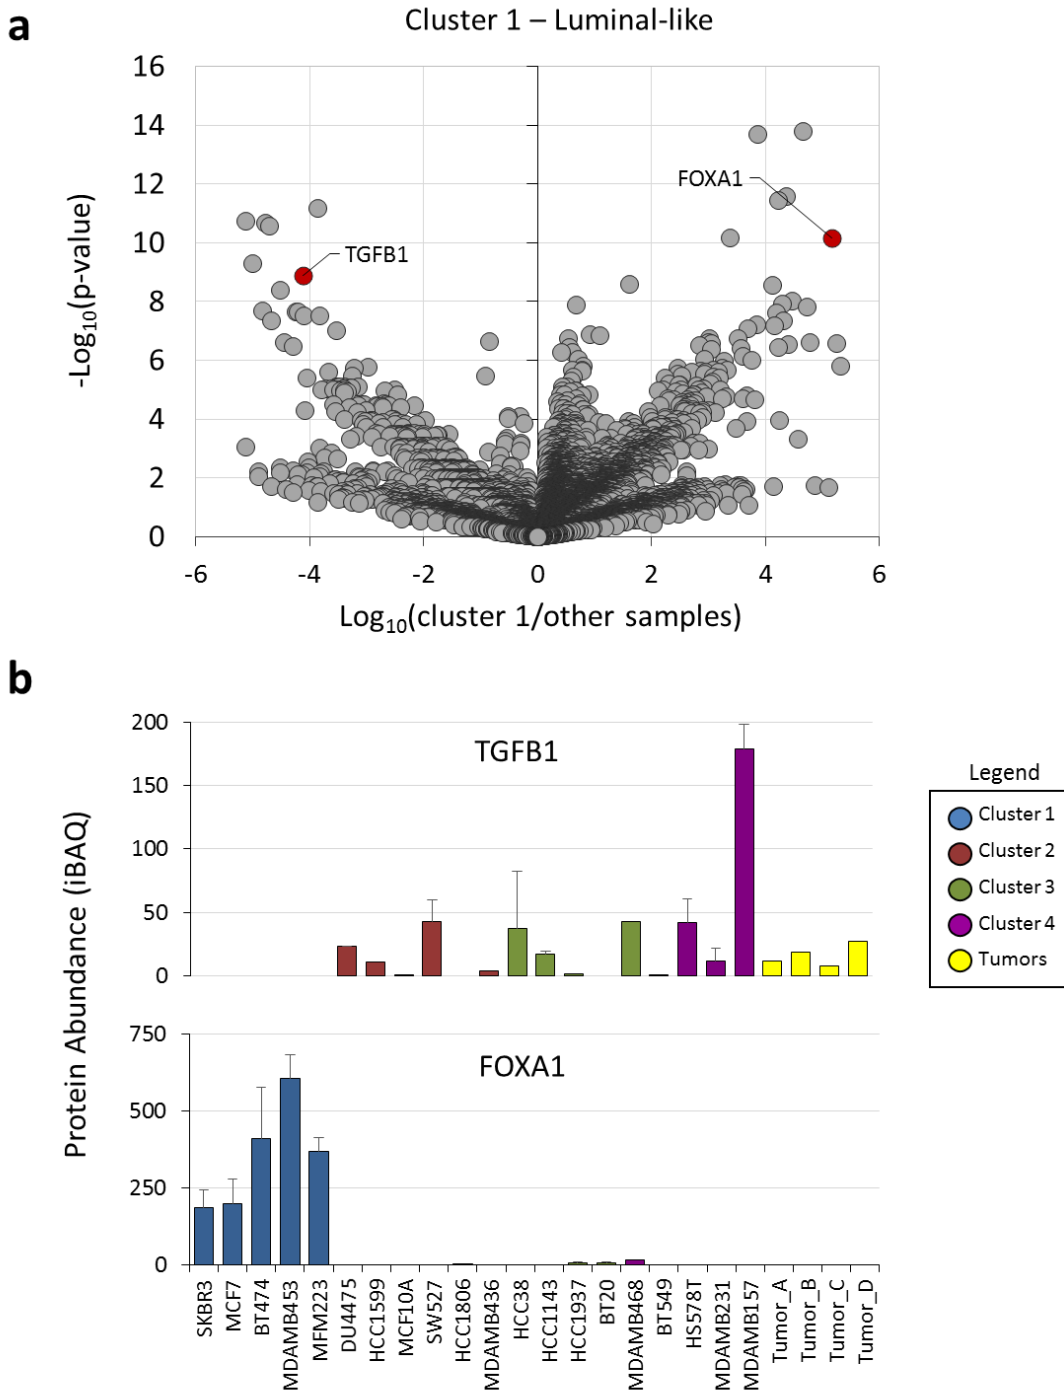 a
Cluster 1 – Luminal-like
16
14
12
10
8
6
4
2
0
-Log10(p-value)
FOXA1
TGFB1
-6 -4 -2 0 2 4 6
Log10(cluster 1/other samples)
b
200
150
100
50
0
TGFB1
Protein Abundance (iBAQ)
750
500
250
0
FOXA1
SKBR3
MCF7
BT474
MDAMB453
MFM223
DU4475
HCC1599
MCF10A
SW527
HCC1806
MDAMB436
HCC38
HCC1143
HCC1937
BT20
MDAMB468
BT549
HS578T
MDAMB231
MDAMB157
Tumor_A
Tumor_B
Tumor_C
Tumor_D
Legend
Cluster 1
Cluster 2
Cluster 3
Cluster 4
Tumors